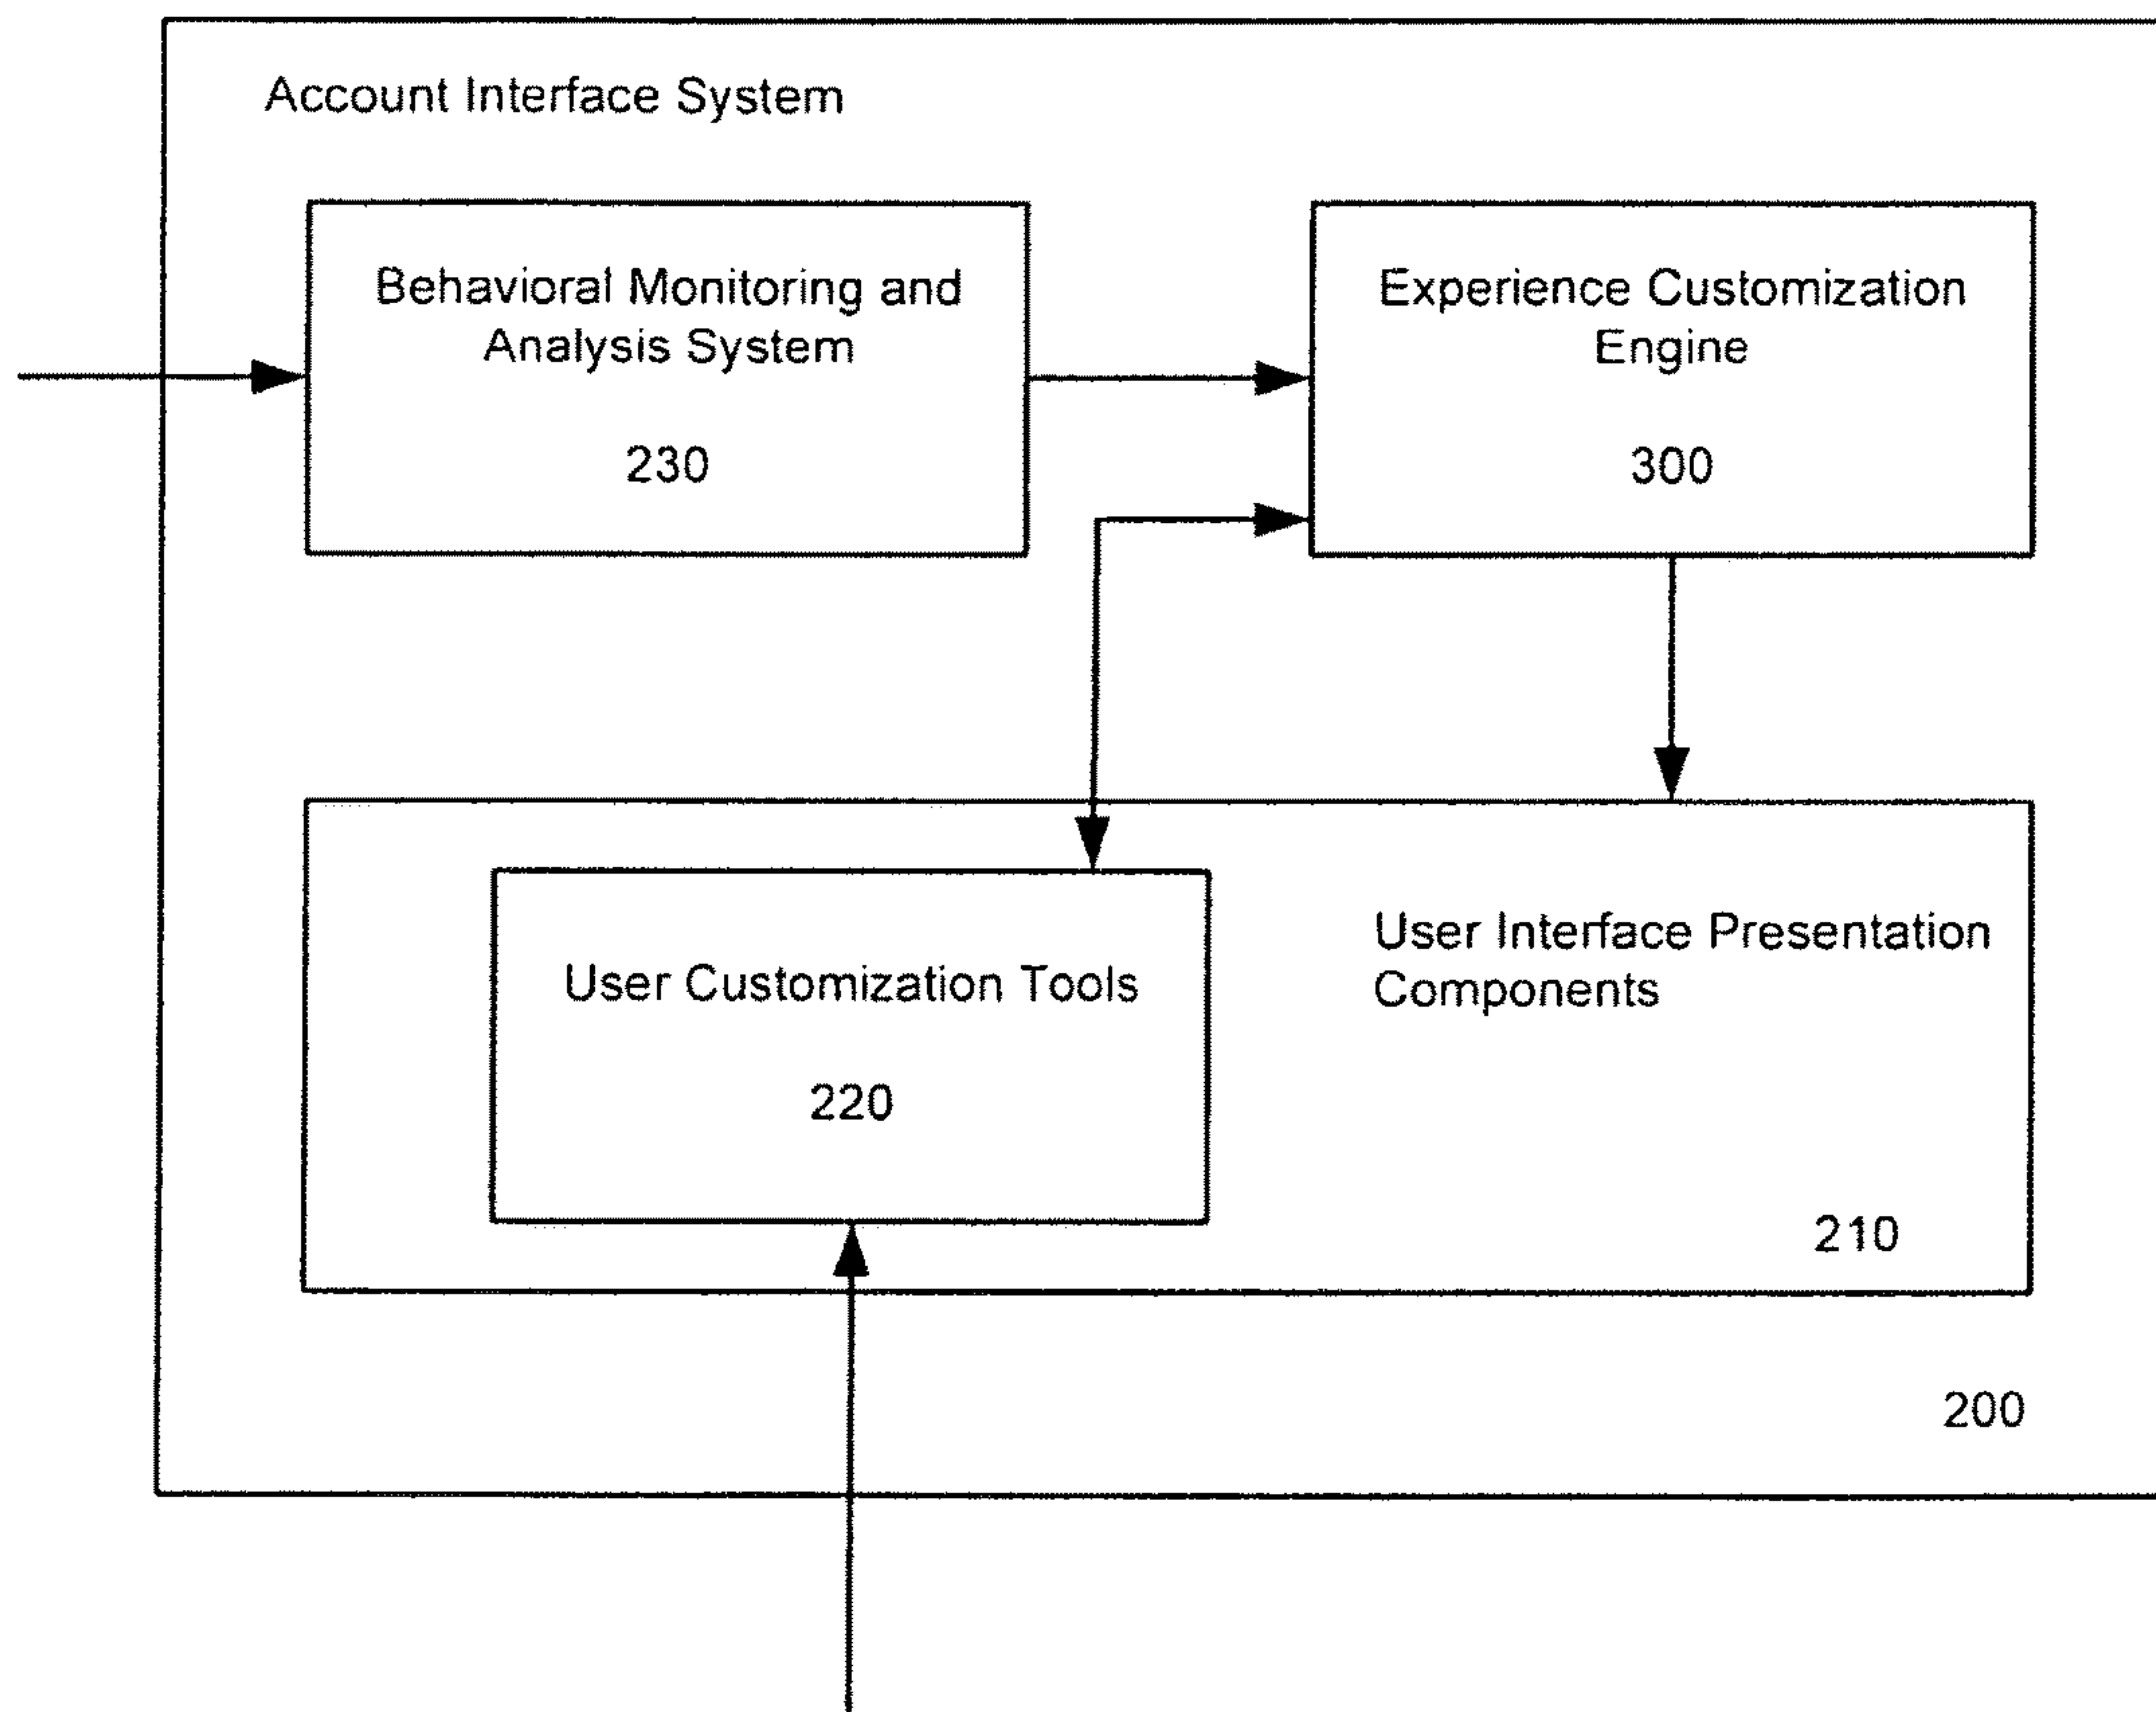 Account Interface System
Behavioral Monitoring and
Analysis System
230
Experience Customization
Engine
300
User Customization Tools
220
User Interface Presentation
Components
210
200